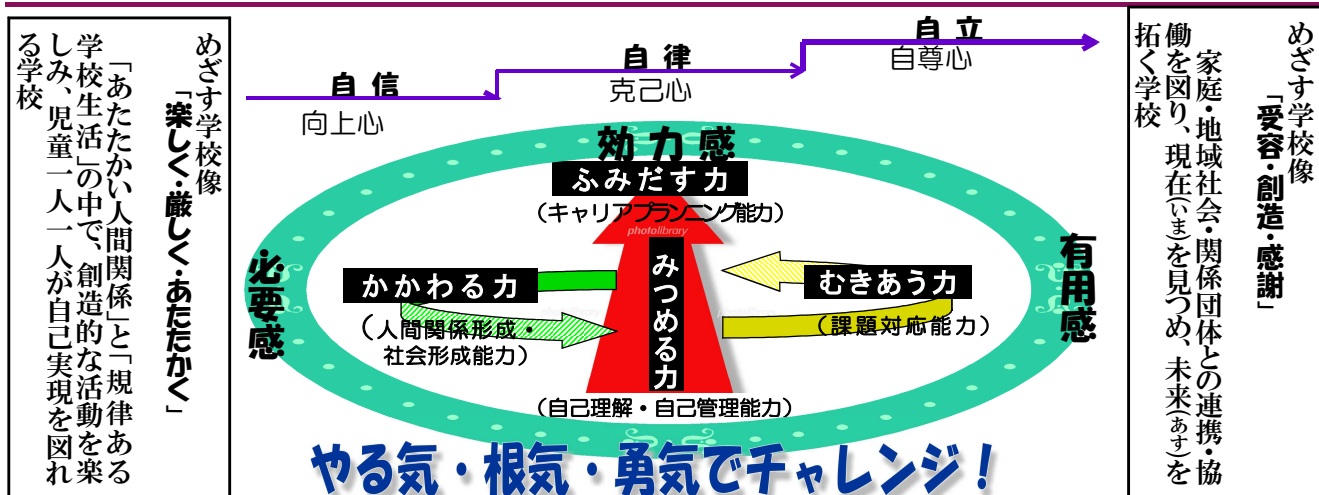 めざす学校像
「楽しく・厳しく・あたたかく」
「あたたかい人間関係」と「規律ある
学校生活」の中で、創造的な活動を楽
しみ、児童一人一人が自己実現を図れ
る学校
自信
向上心
自律
克己心
自立
自尊心
効力感
ふみだす力
（キャリアプランニング能力）
photolibrary
必要感
かかわる力
（人間関係形成・
社会形成能力）
みつめる力
（自己理解・自己管理能力）
むきあう力
（課題対応能力）
有用感
やる気・根気・勇気でチャレンジ！
めざす学校像
「受容・創造・感謝」
家庭・地域社会・関係団体との連携・協
働を図り、現在(いま)を見つめ、未来(あす)を
拓く学校